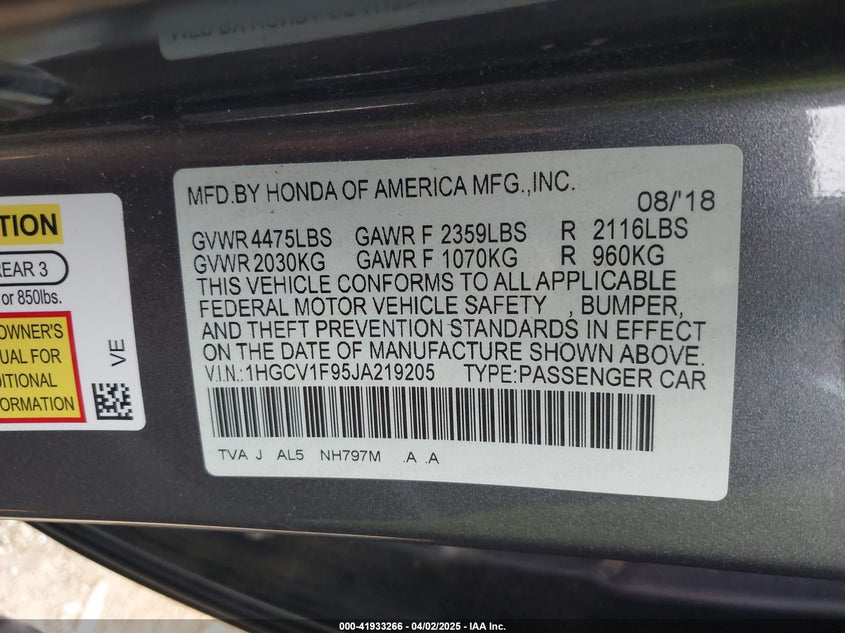 MFD.BY HONDA OF AMERICA MFG.,INC. 08/'18
GVWR 4475LBS GAWR F 2359LBS R 2116LBS
GVWR 2030KG GAWR F 1070KG R 960KG
THIS VEHICLE CONFORMS TO ALL APPLICABLE
FEDERAL MOTOR VEHICLE SAFETY , BUMPER,
AND THEFT PREVENTION STANDARDS IN EFFECT
ON THE DATE OF MANUFACTURE SHOWN ABOVE.
V.I.N.:1HGCV1F95JA219205 TYPE:PASSENGER CAR
TVA J AL5 NH797M .A .A
TION
REAR 3
or 850lbs.
OWNER'S
UAL FOR
DITIONAL
FORMATION
VE
000-41933266 - 04/02/2025 - IAA Inc.